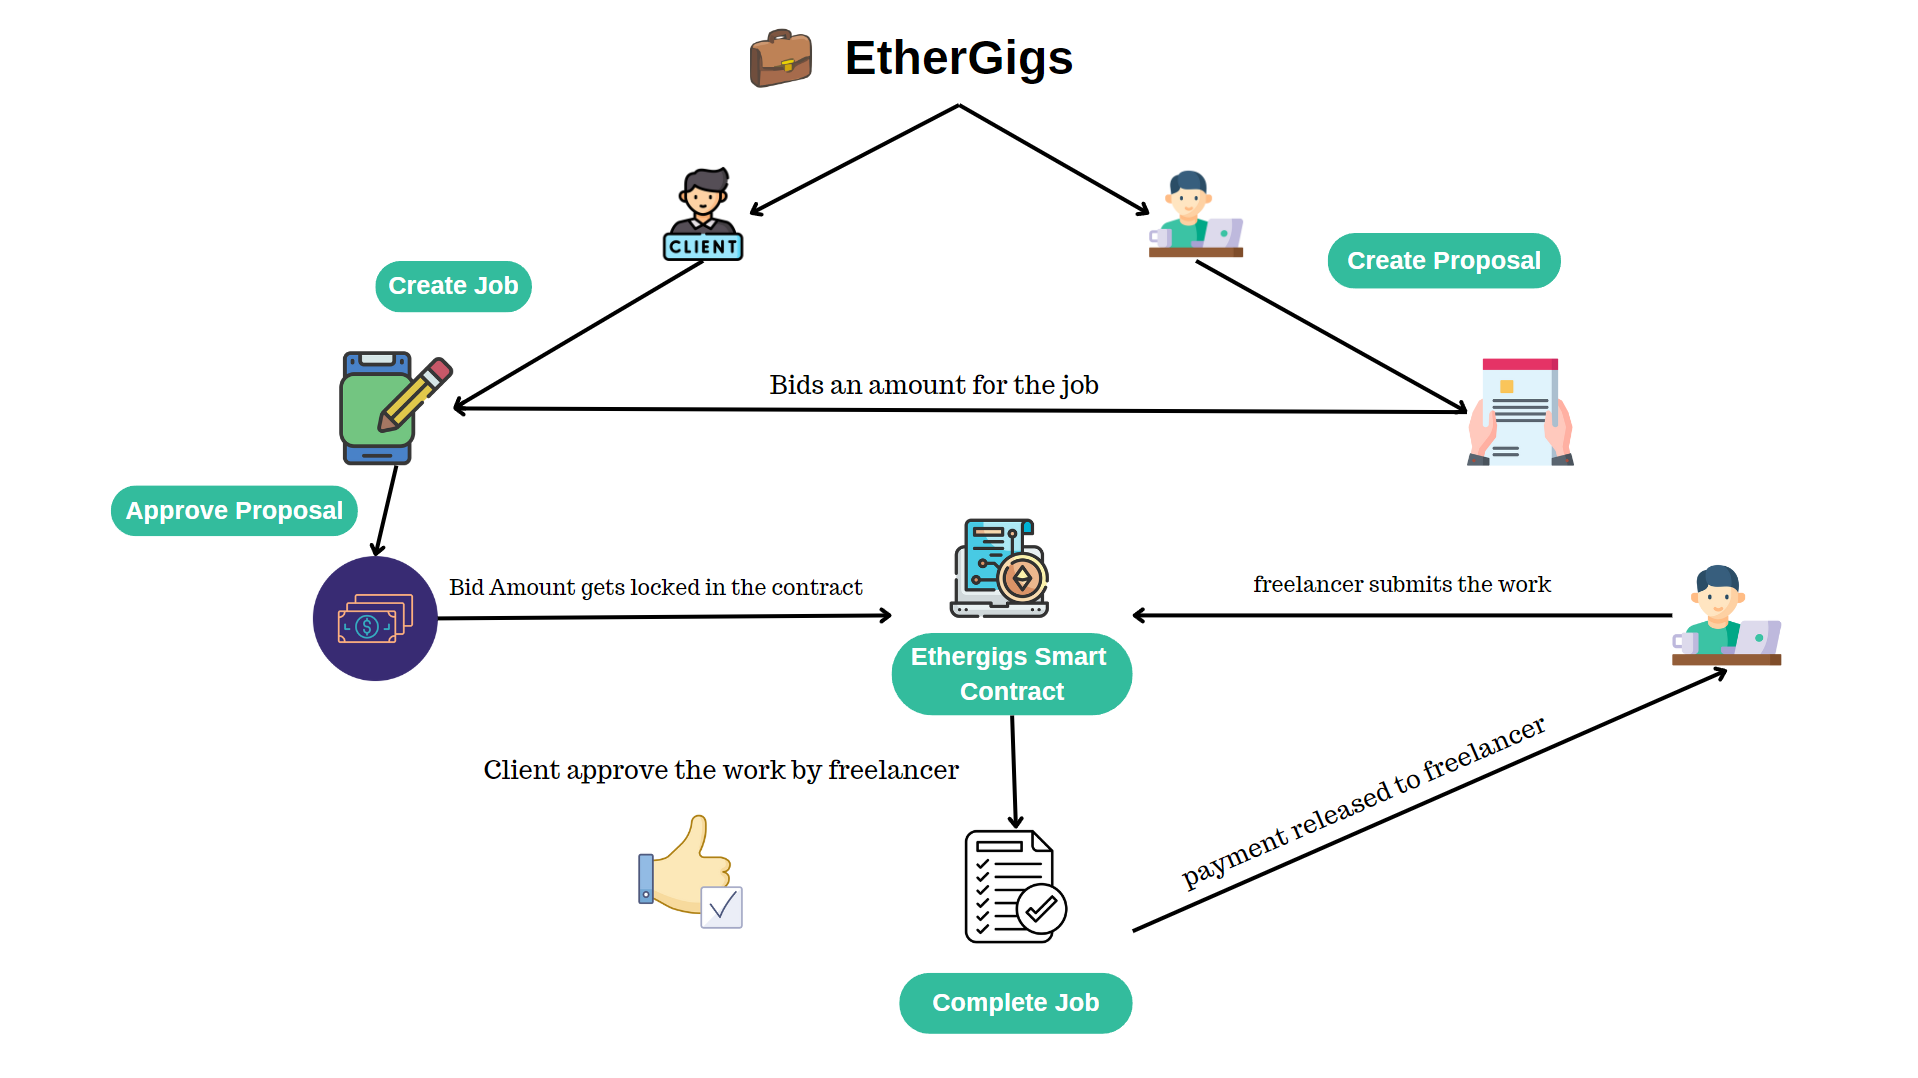 EtherGigs
CLIENT
Create Job
Create Proposal
Bids an amount for the job
Approve Proposal
Bid Amount gets locked in the contract
freelancer submits the work
$
Ethergigs Smart
Contract
Client approve the work by freelancer
payment released to freelancer
Complete Job